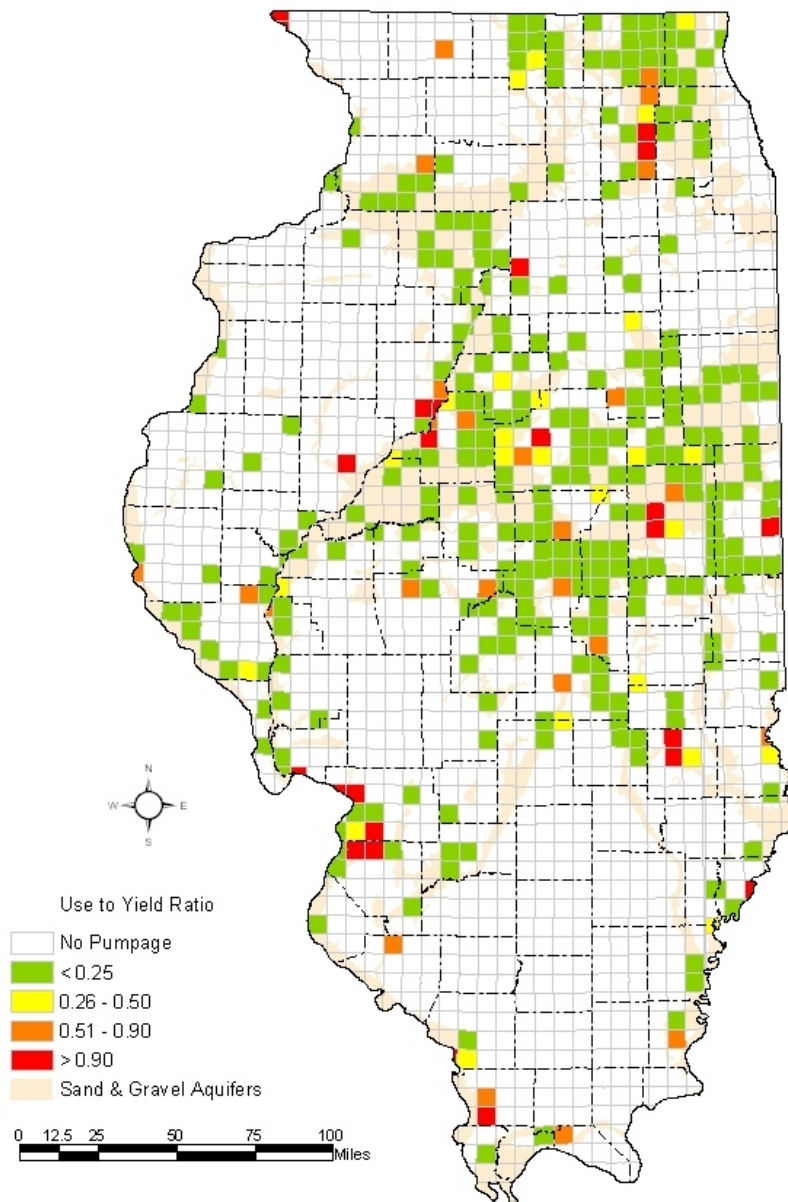 N
W E
S
Use to Yield Ratio
No Pumpage
<0.25
0.26 - 0.50
0.51 - 0.90
>0.90
Sand & Gravel Aquifers
0 12.5 25 50 75 100
Miles